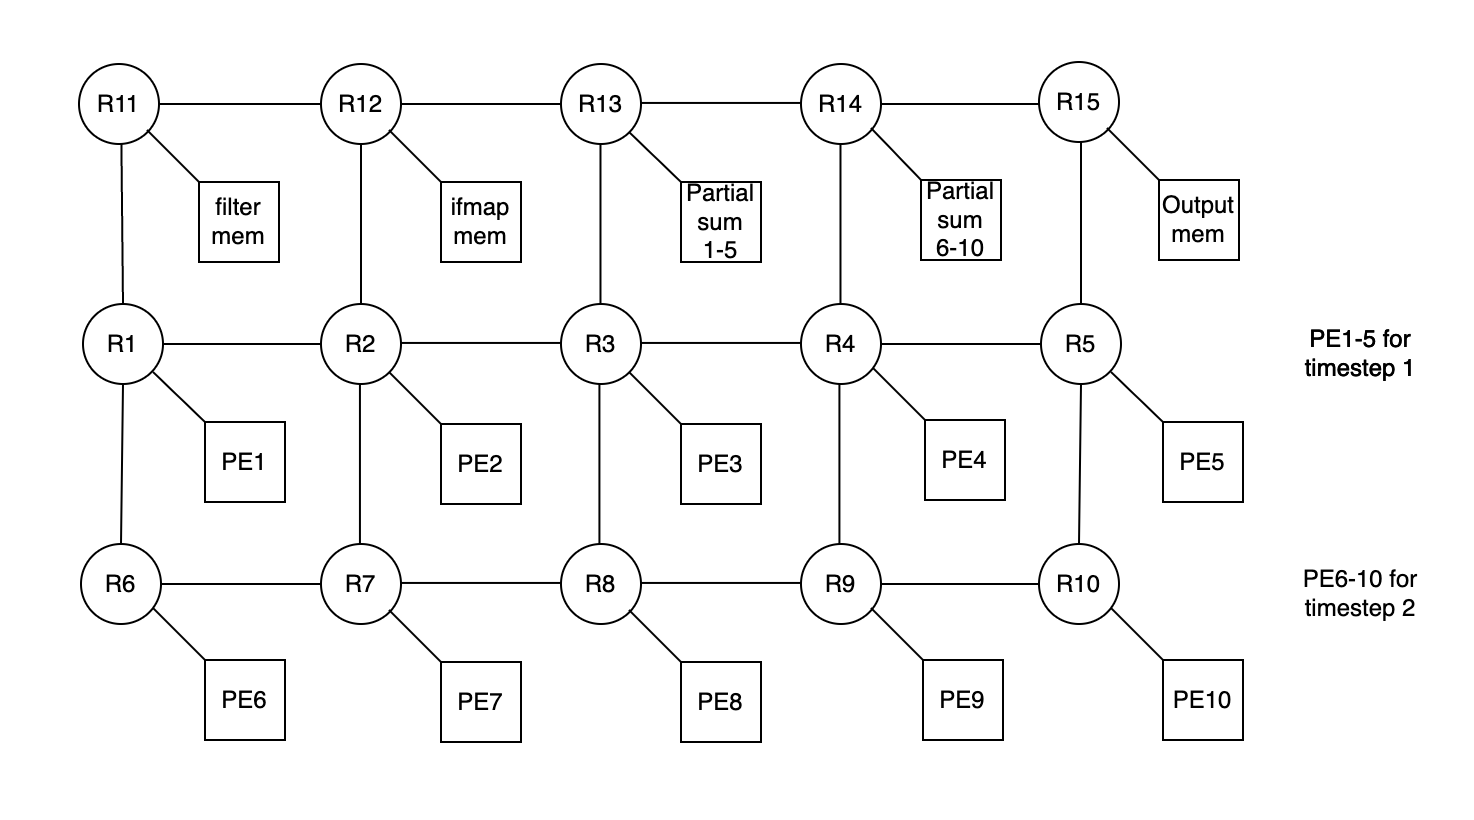 R11
R12
R13
R14
R15
filter
mem
ifmap
mem
Partial
sum
1-5
Partial
sum
6-10
Output
mem
R1
R2
R3
R4
R5
PE1-5 for
timestep 1
PE1
PE2
PE3
PE4
PE5
R6
R7
R8
R9
R10
PE6-10 for
timestep 2
PE6
PE7
PE8
PE9
PE10